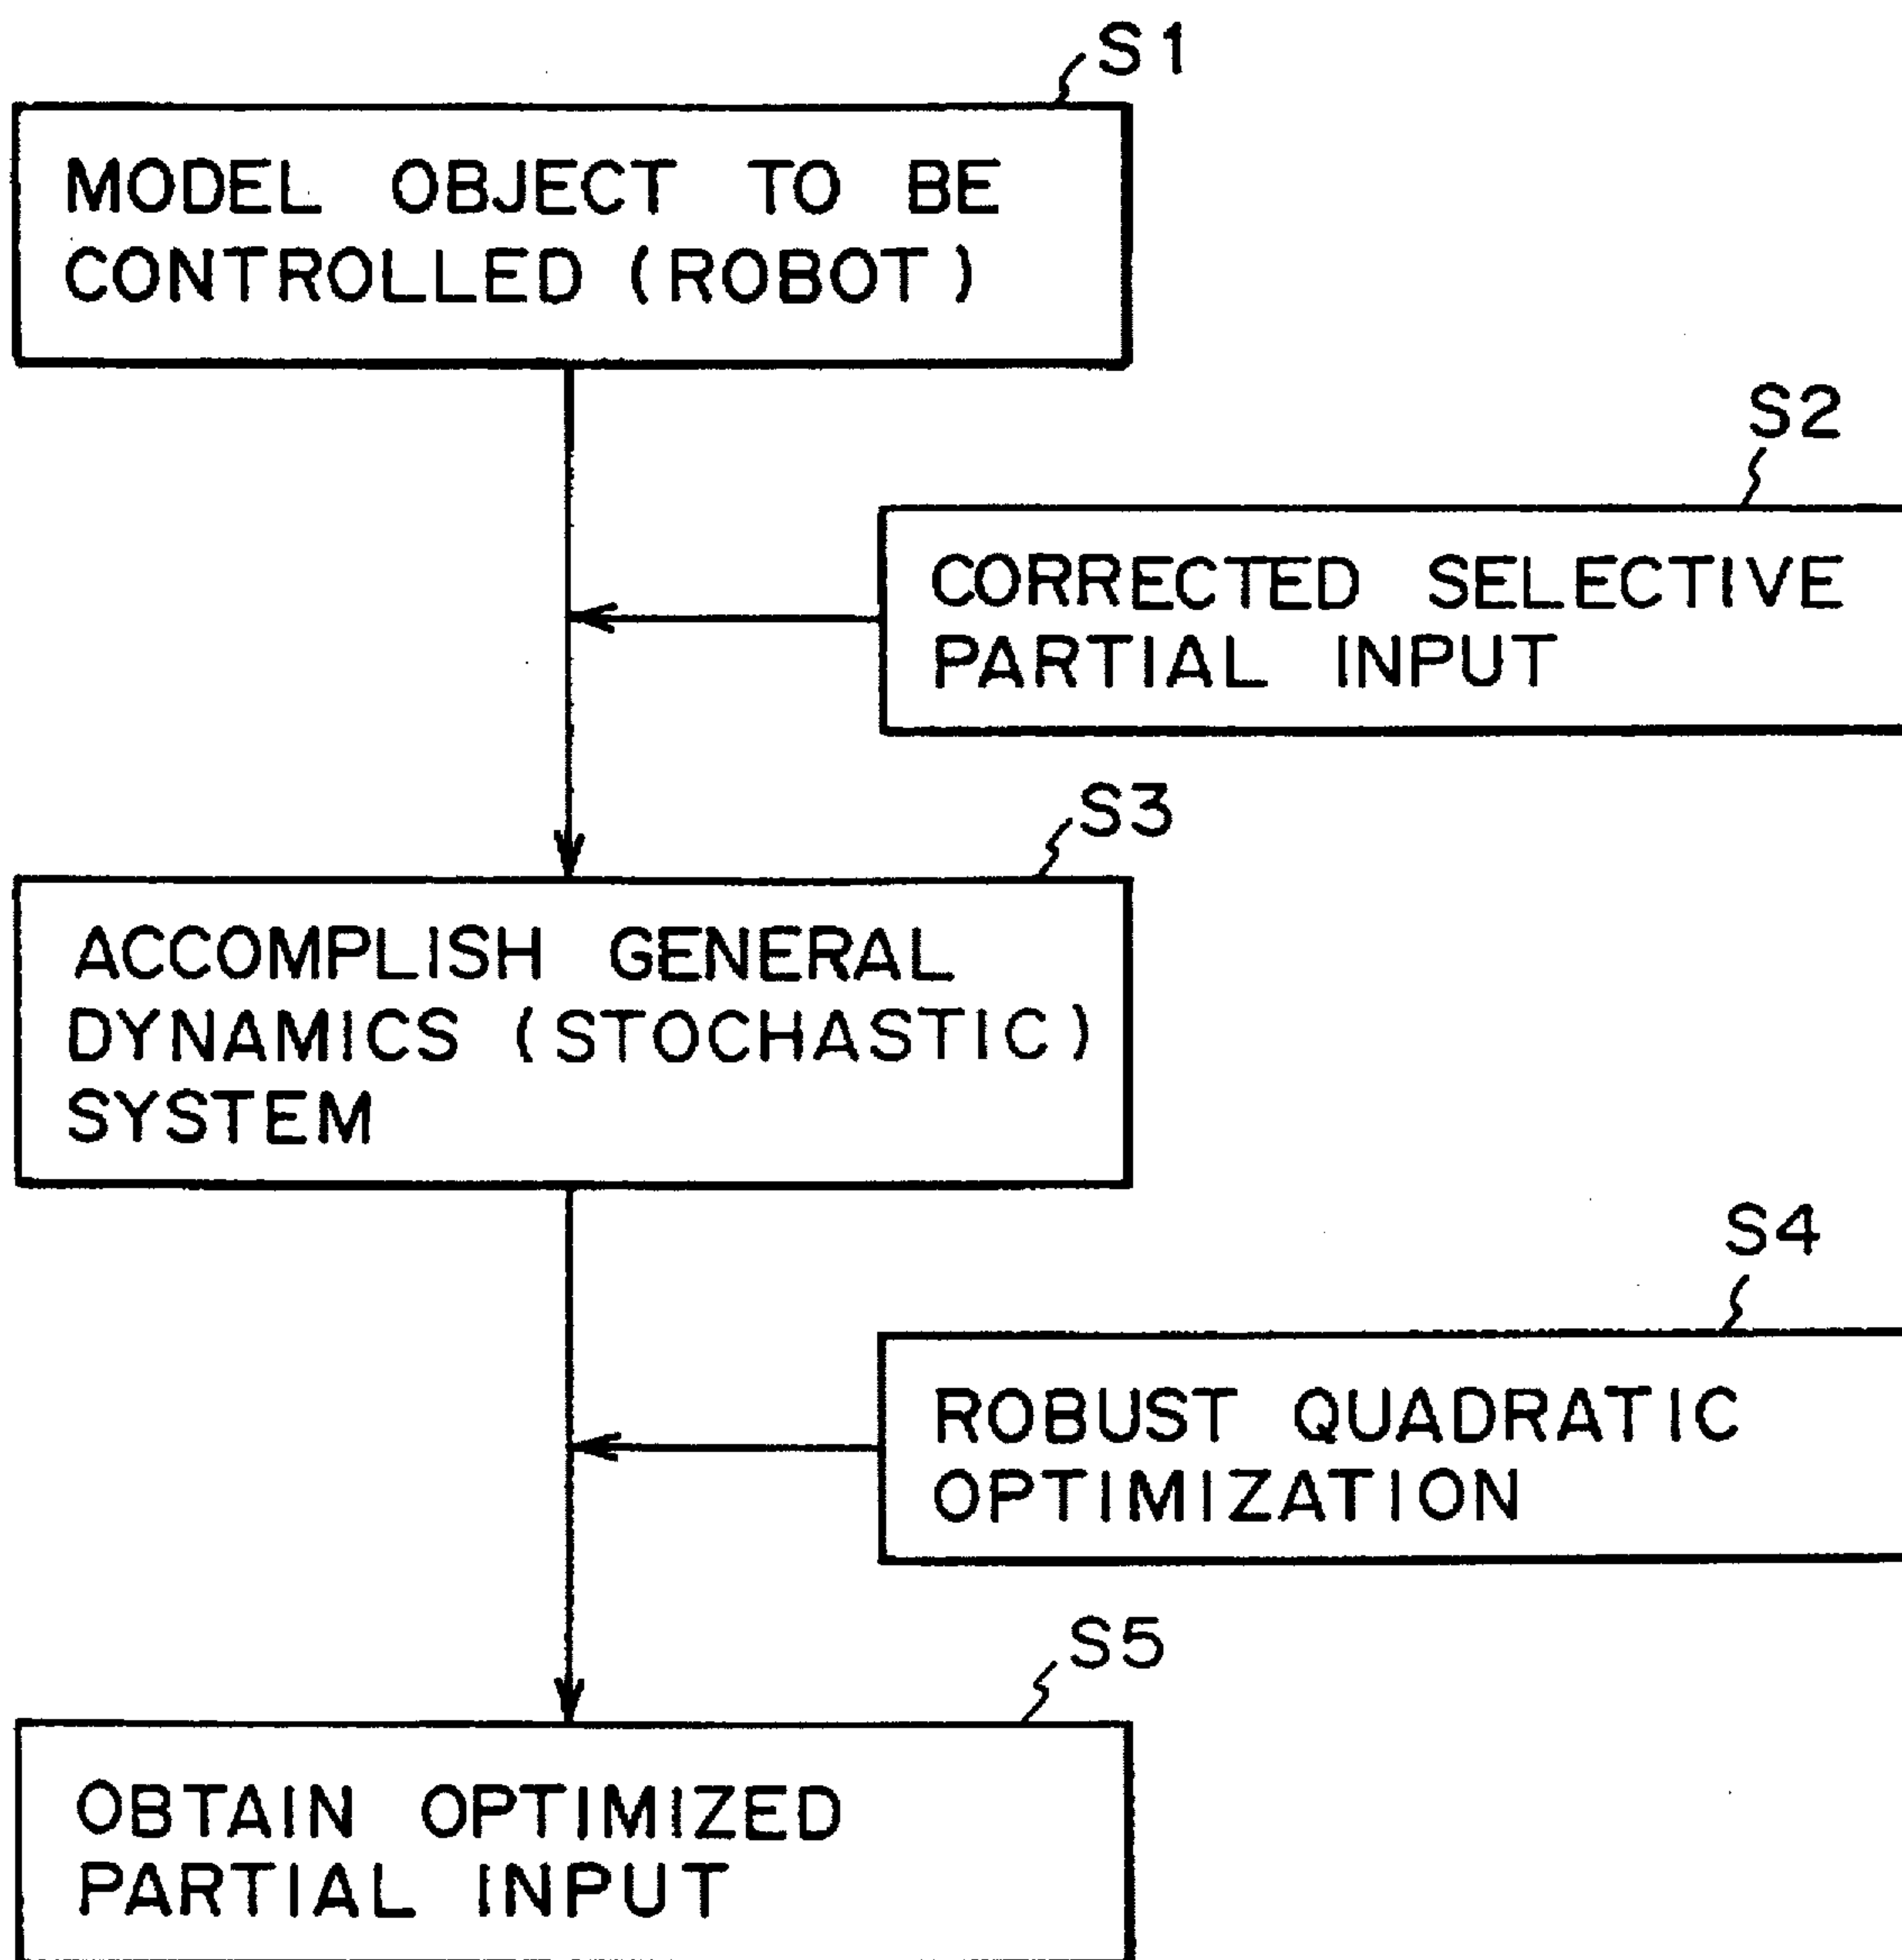 S1
MODEL OBJECT TO BE
CONTROLLED (ROBOT)
S2
CORRECTED SELECTIVE
PARTIAL INPUT
S3
ACCOMPLISH GENERAL
DYNAMICS (STOCHASTIC)
SYSTEM
S4
ROBUST QUADRATIC
OPTIMIZATION
S5
OBTAIN OPTIMIZED
PARTIAL INPUT